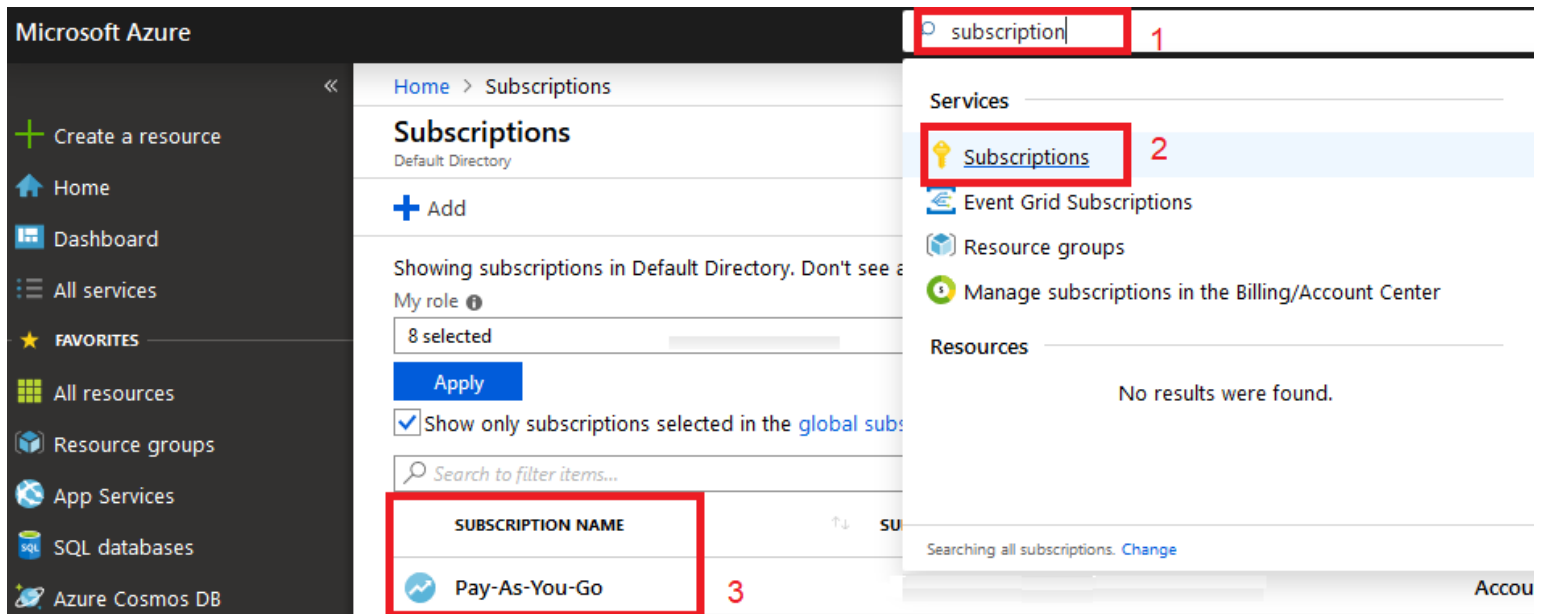 Microsoft Azure
subscription
1
«
Create a resource
Home
Dashboard
All services
FAVORITES
All resources
Resource groups
App Services
SQL databases
Azure Cosmos DB
Home > Subscriptions
Subscriptions
Default Directory
Add
Showing subscriptions in Default Directory. Don't see a
My role
8 selected
Apply
Show only subscriptions selected in the global subs
Search to filter items...
SUBSCRIPTION NAME
SU
Pay-As-You-Go
3
Accou
Services
Subscriptions
2
Event Grid Subscriptions
Resource groups
Manage subscriptions in the Billing/Account Center
Resources
No results were found.
Searching all subscriptions. Change